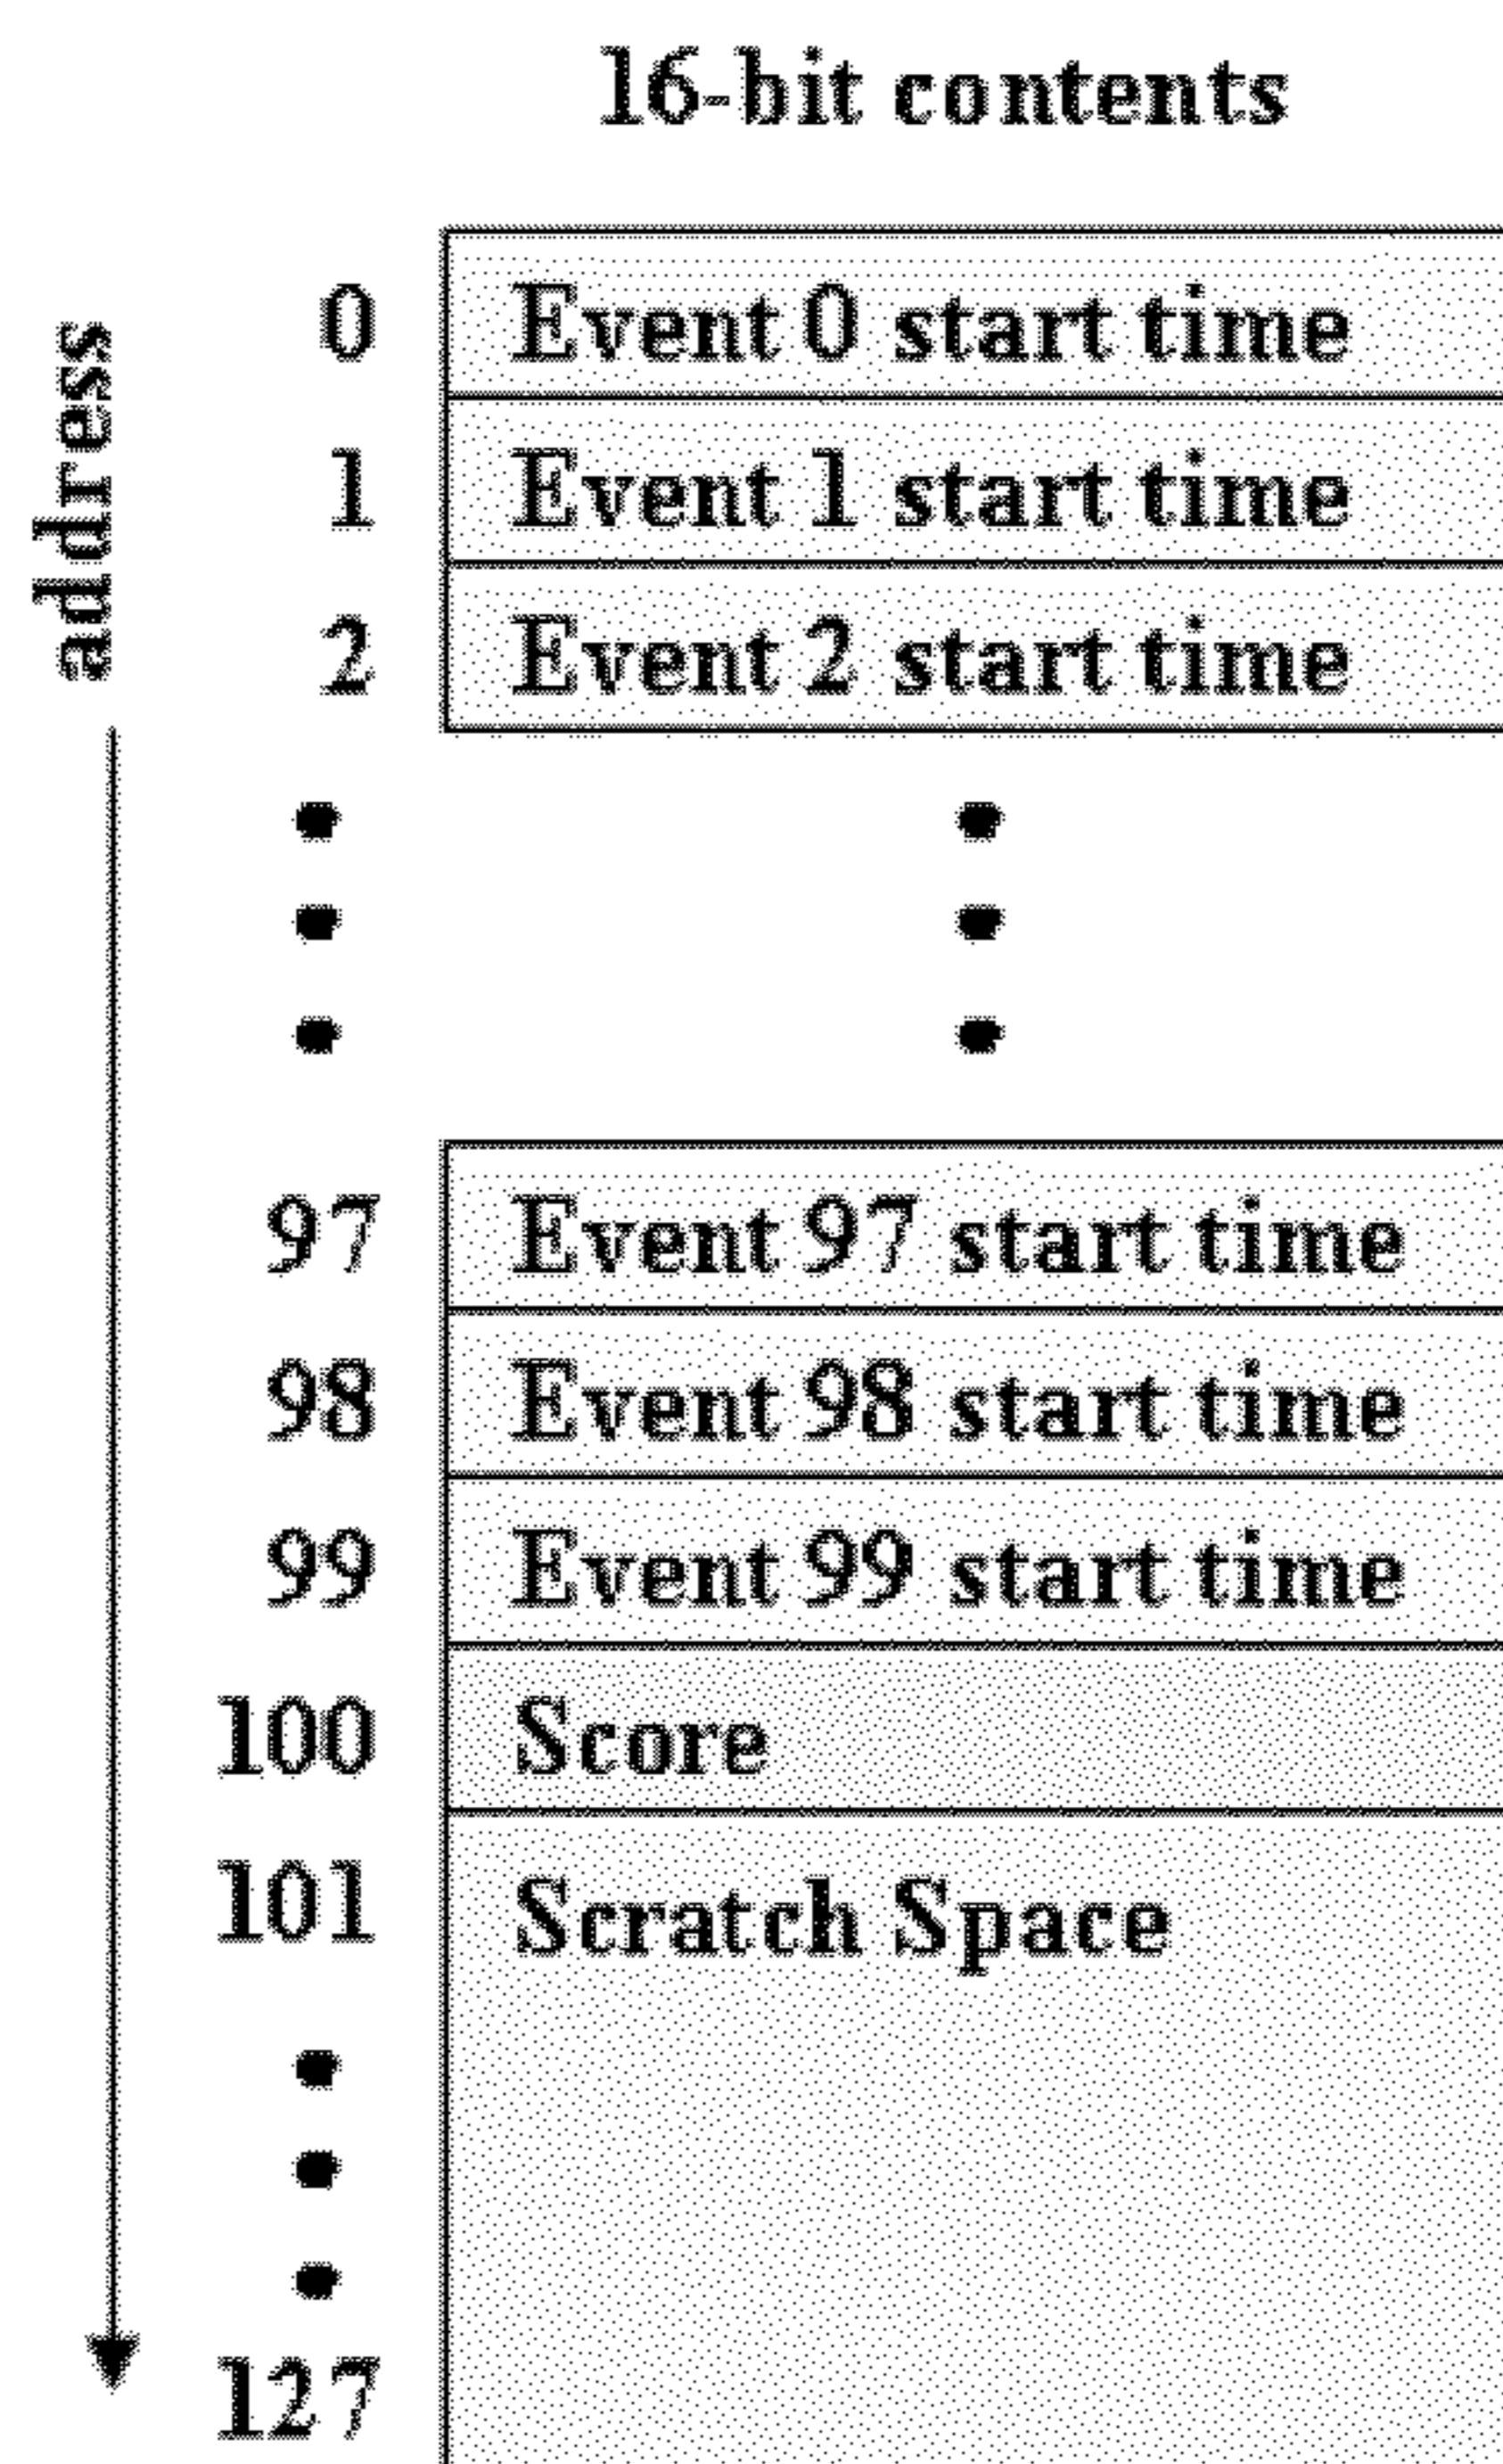 16-bit contents
address
0 Event 0 start time
1 Event 1 start time
2 Event 2 start time
97 Event 97 start time
98 Event 98 start time
99 Event 99 start time
100 Score
101 Scratch Space
127